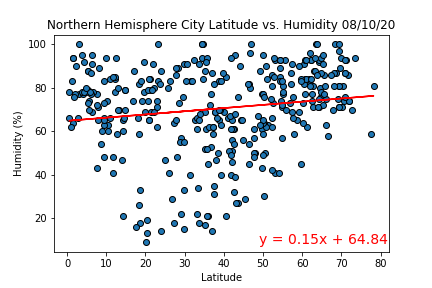 Northern Hemisphere City Latitude vs. Humidity 08/10/20
100
80
60
40
20
Humidity (%)
y = 0.15x + 64.84
0 10 20 30 40 50 60 70 80
Latitude